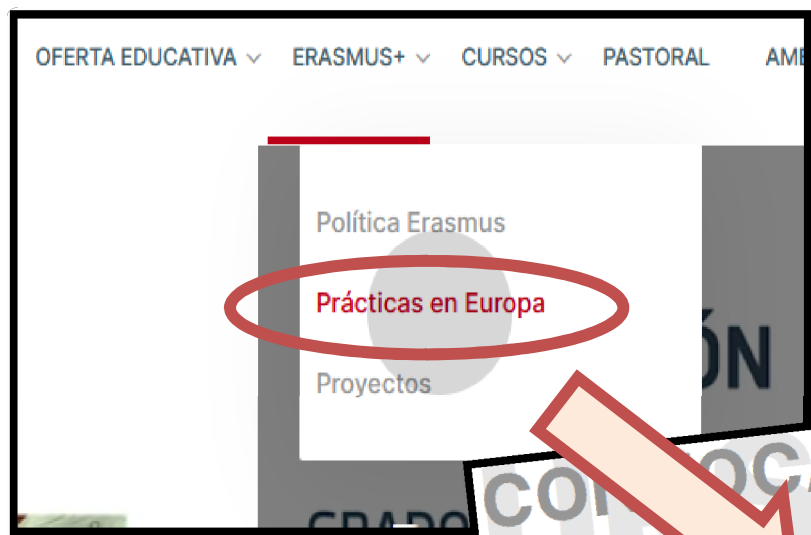 OFERTA EDUCATIVA ERASMUS+ CURSOS PASTORAL
Política Erasmus
Prácticas en Europa
Proyectos